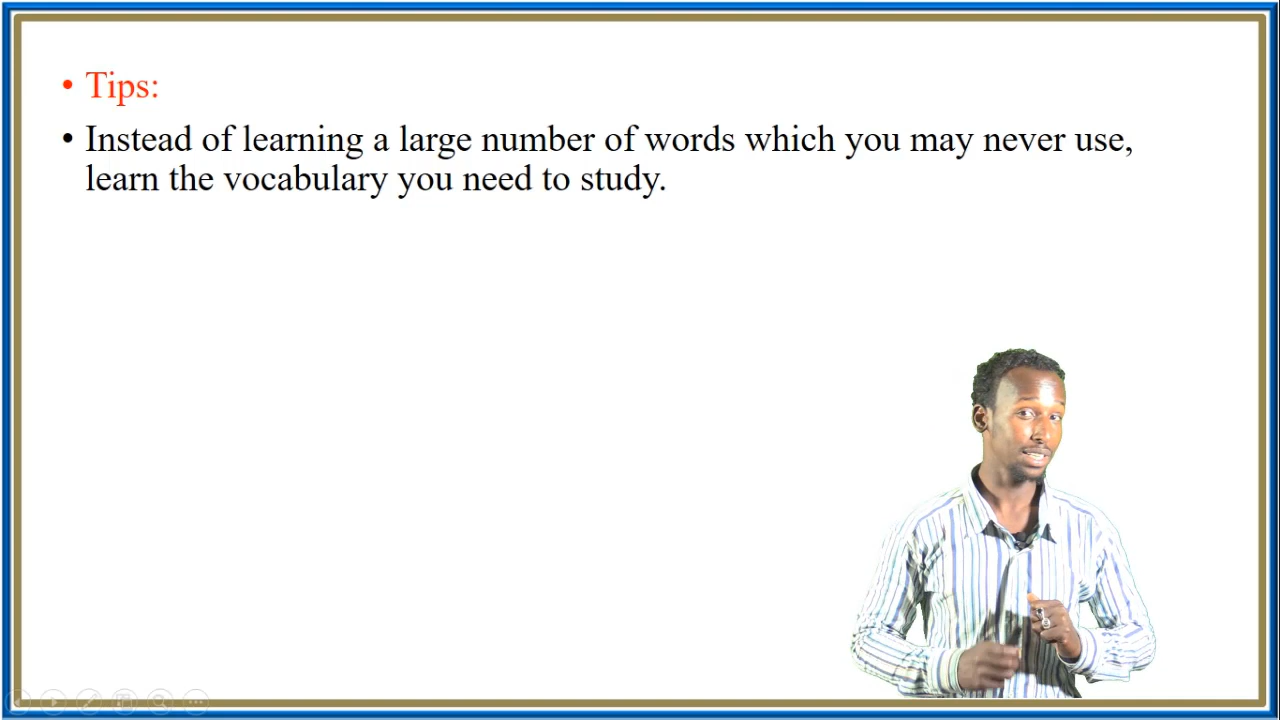 • Tips:
• Instead of learning a large number of words which you may never use,
learn the vocabulary you need to study.